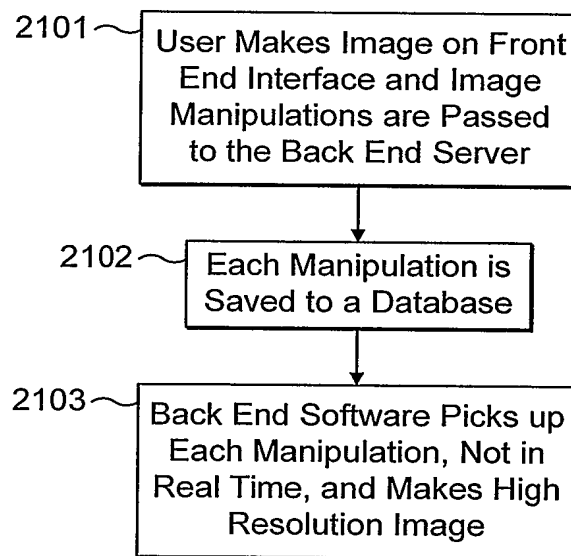 2101
User Makes Image on Front
End Interface and Image
Manipulations are Passed
to the Back End Server
2102
Each Manipulation is
Saved to a Database
2103
Back End Software Picks up
Each Manipulation, Not in
Real Time, and Makes High
Resolution Image